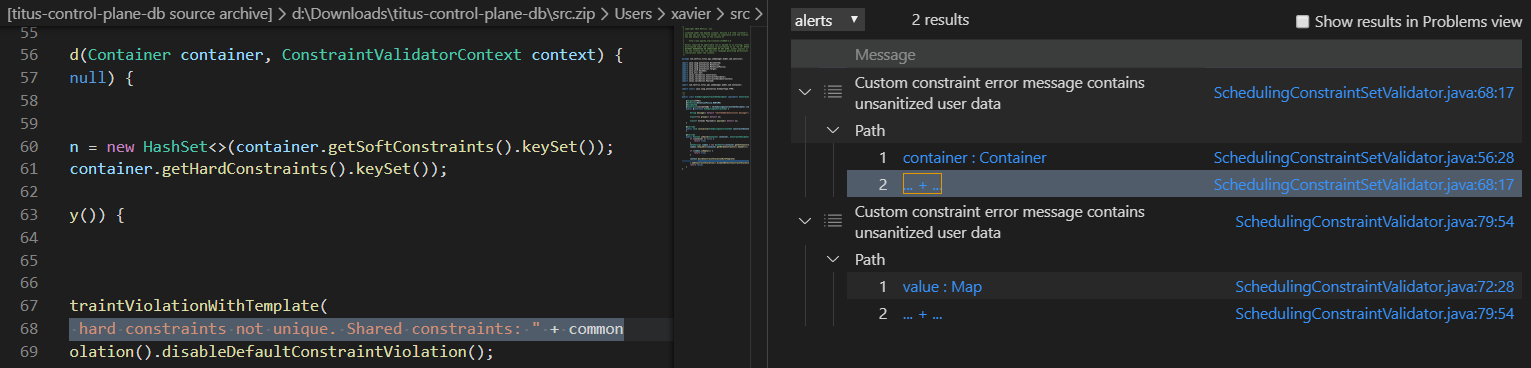 [titus-control-plane-db source archive] > d:\Downloads\titus-control-plane-db\src.zip > Users > xavier > src >
55
56 d(Container container, ConstraintValidatorContext context) {
57 null) {
58
59
60 n = new HashSet<>(container.getSoftConstraints().keySet());
61 container.getHardConstraints().keySet());
62
63 y()) {
64
65
66
67 traintViolationWithTemplate(
68 hard constraints not unique. Shared constraints: " + common
69 olation().disableDefaultConstraintViolation();
alerts 2 results Show results in Problems view
Message
Custom constraint error message contains
unsanitized user data SchedulingConstraintSetValidator.java:68:17
Path
1 container : Container SchedulingConstraintSetValidator.java:56:28
2 ... + ... SchedulingConstraintSetValidator.java:68:17
Custom constraint error message contains
unsanitized user data SchedulingConstraintValidator.java:79:54
Path
1 value : Map SchedulingConstraintValidator.java:72:28
2 ... + ... SchedulingConstraintValidator.java:79:54